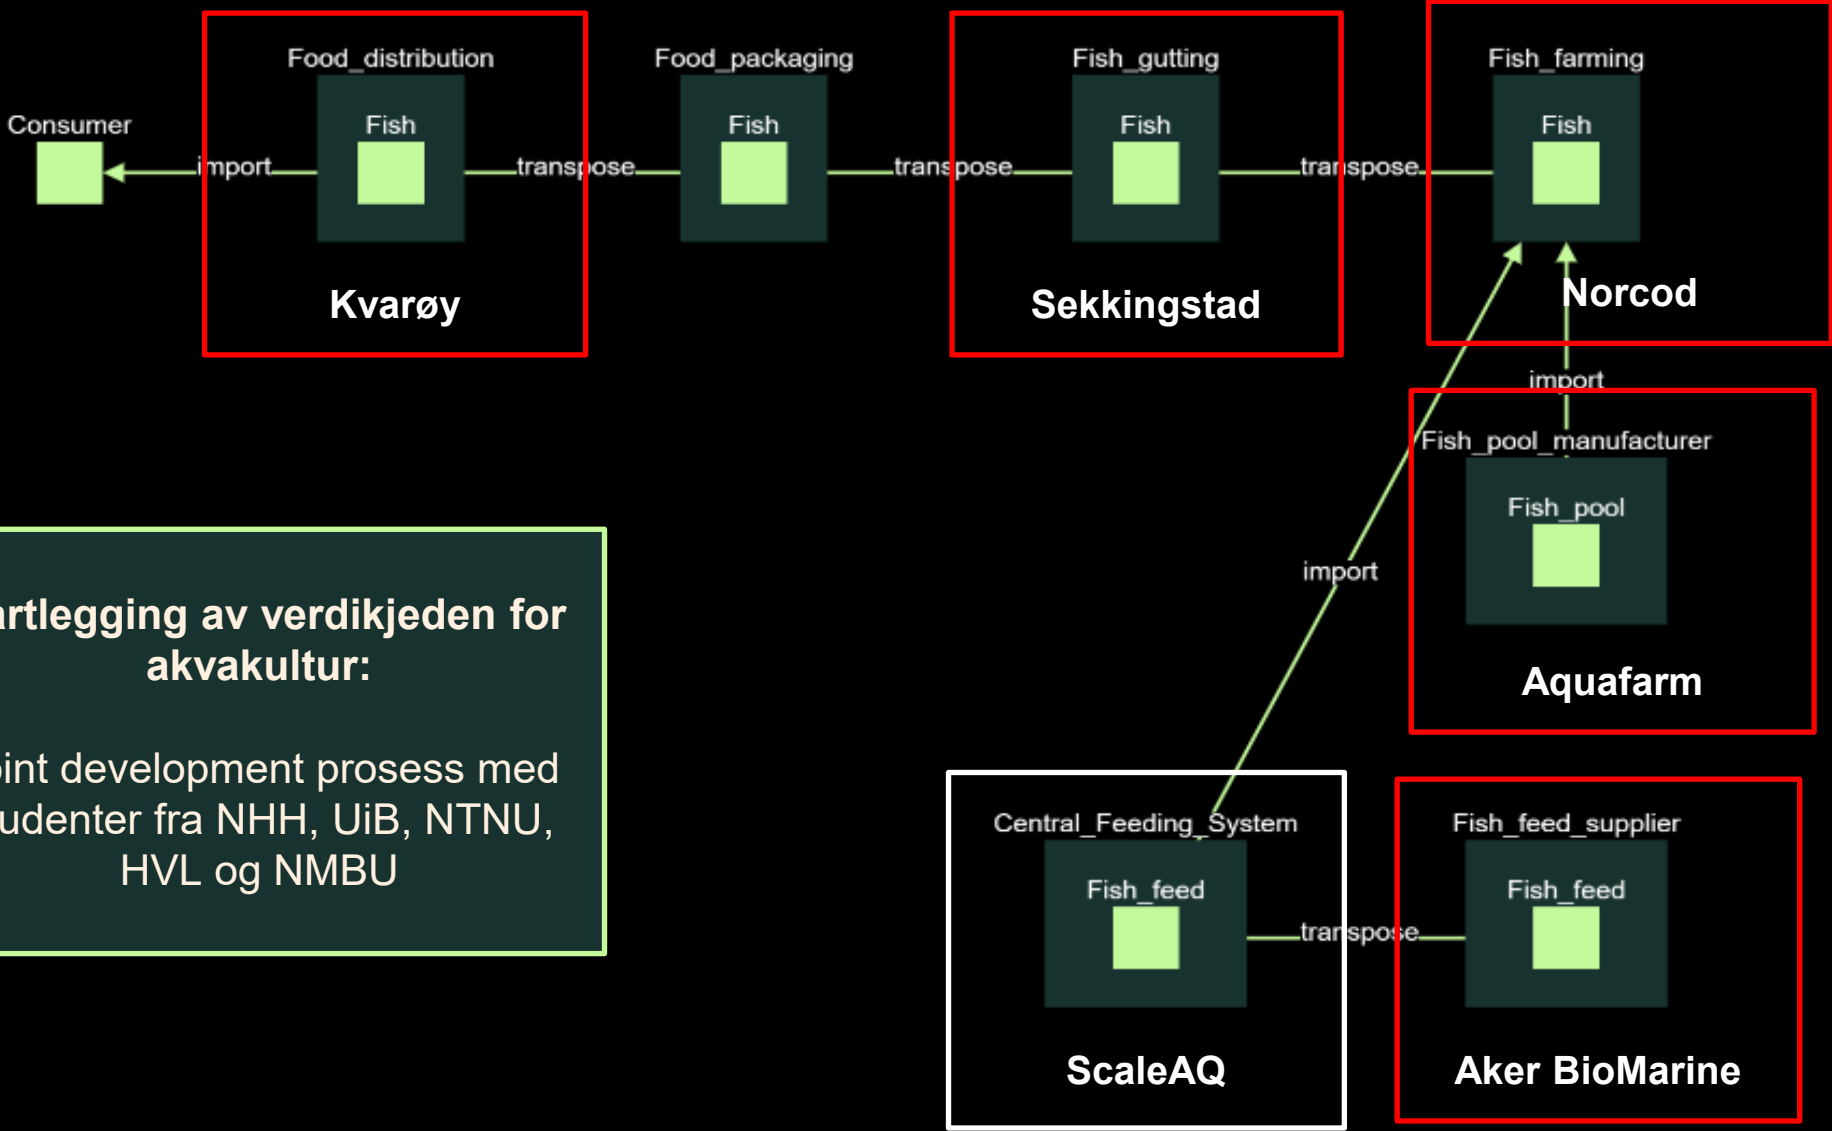 Food_distribution
Food_packaging
Fish_gutting
Fish_farming
Consumer
Fish
Fish
Fish
Fish
import
transpose
transpose
transpose
Kvarøy
Sekkingstad
Norcod
import
Fish_pool_manufacturer
Fish_pool
import
Aquafarm
artlegging av verdikjeden for
akvakultur:
oint development prosess med
udenter fra NHH, UiB, NTNU,
HVL og NMBU
Central_Feeding_System
Fish_feed_supplier
Fish_feed
Fish_feed
transpose
ScaleAQ
Aker BioMarine